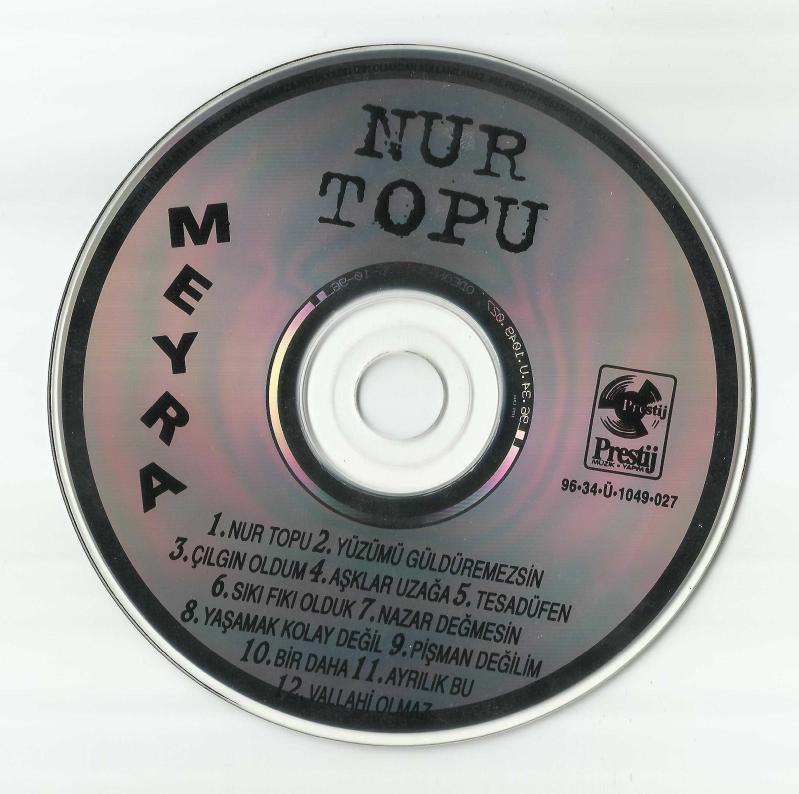 NUR
TOPU
MEYRA
Prestij
Prestij
MÜZİK • YAPIM
96•34•Ü•1049•027
1. NUR TOPU 2. YÜZÜMÜ GÜLDÜREMEZSİN
3. ÇILGIN OLDUM 4. AŞKLAR UZAĞA 5. TESADÜFEN
6. SIKI FIKI OLDUK 7. NAZAR DEĞMESİN
8. YAŞAMAK KOLAY DEĞİL 9. PİŞMAN DEĞİLİM
10. BİR DAHA 11. AYRILIK BU
12. VALLAHİ OLMAZ